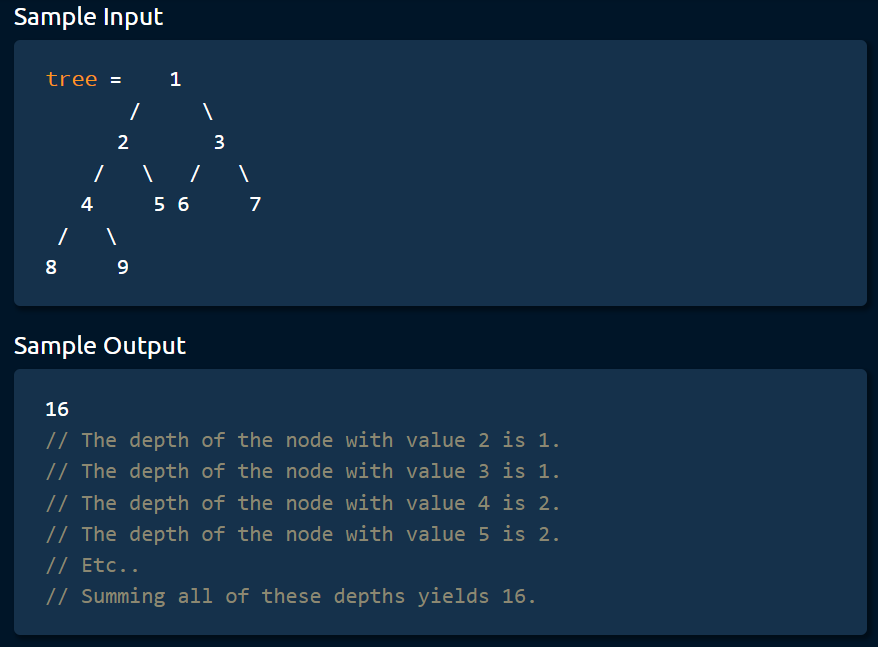 Sample Input
tree =    1
       /     \
      2       3
    /   \   /   \
   4     5 6     7
 /   \
8     9
Sample Output
16
// The depth of the node with value 2 is 1.
// The depth of the node with value 3 is 1.
// The depth of the node with value 4 is 2.
// The depth of the node with value 5 is 2.
// Etc..
// Summing all of these depths yields 16.